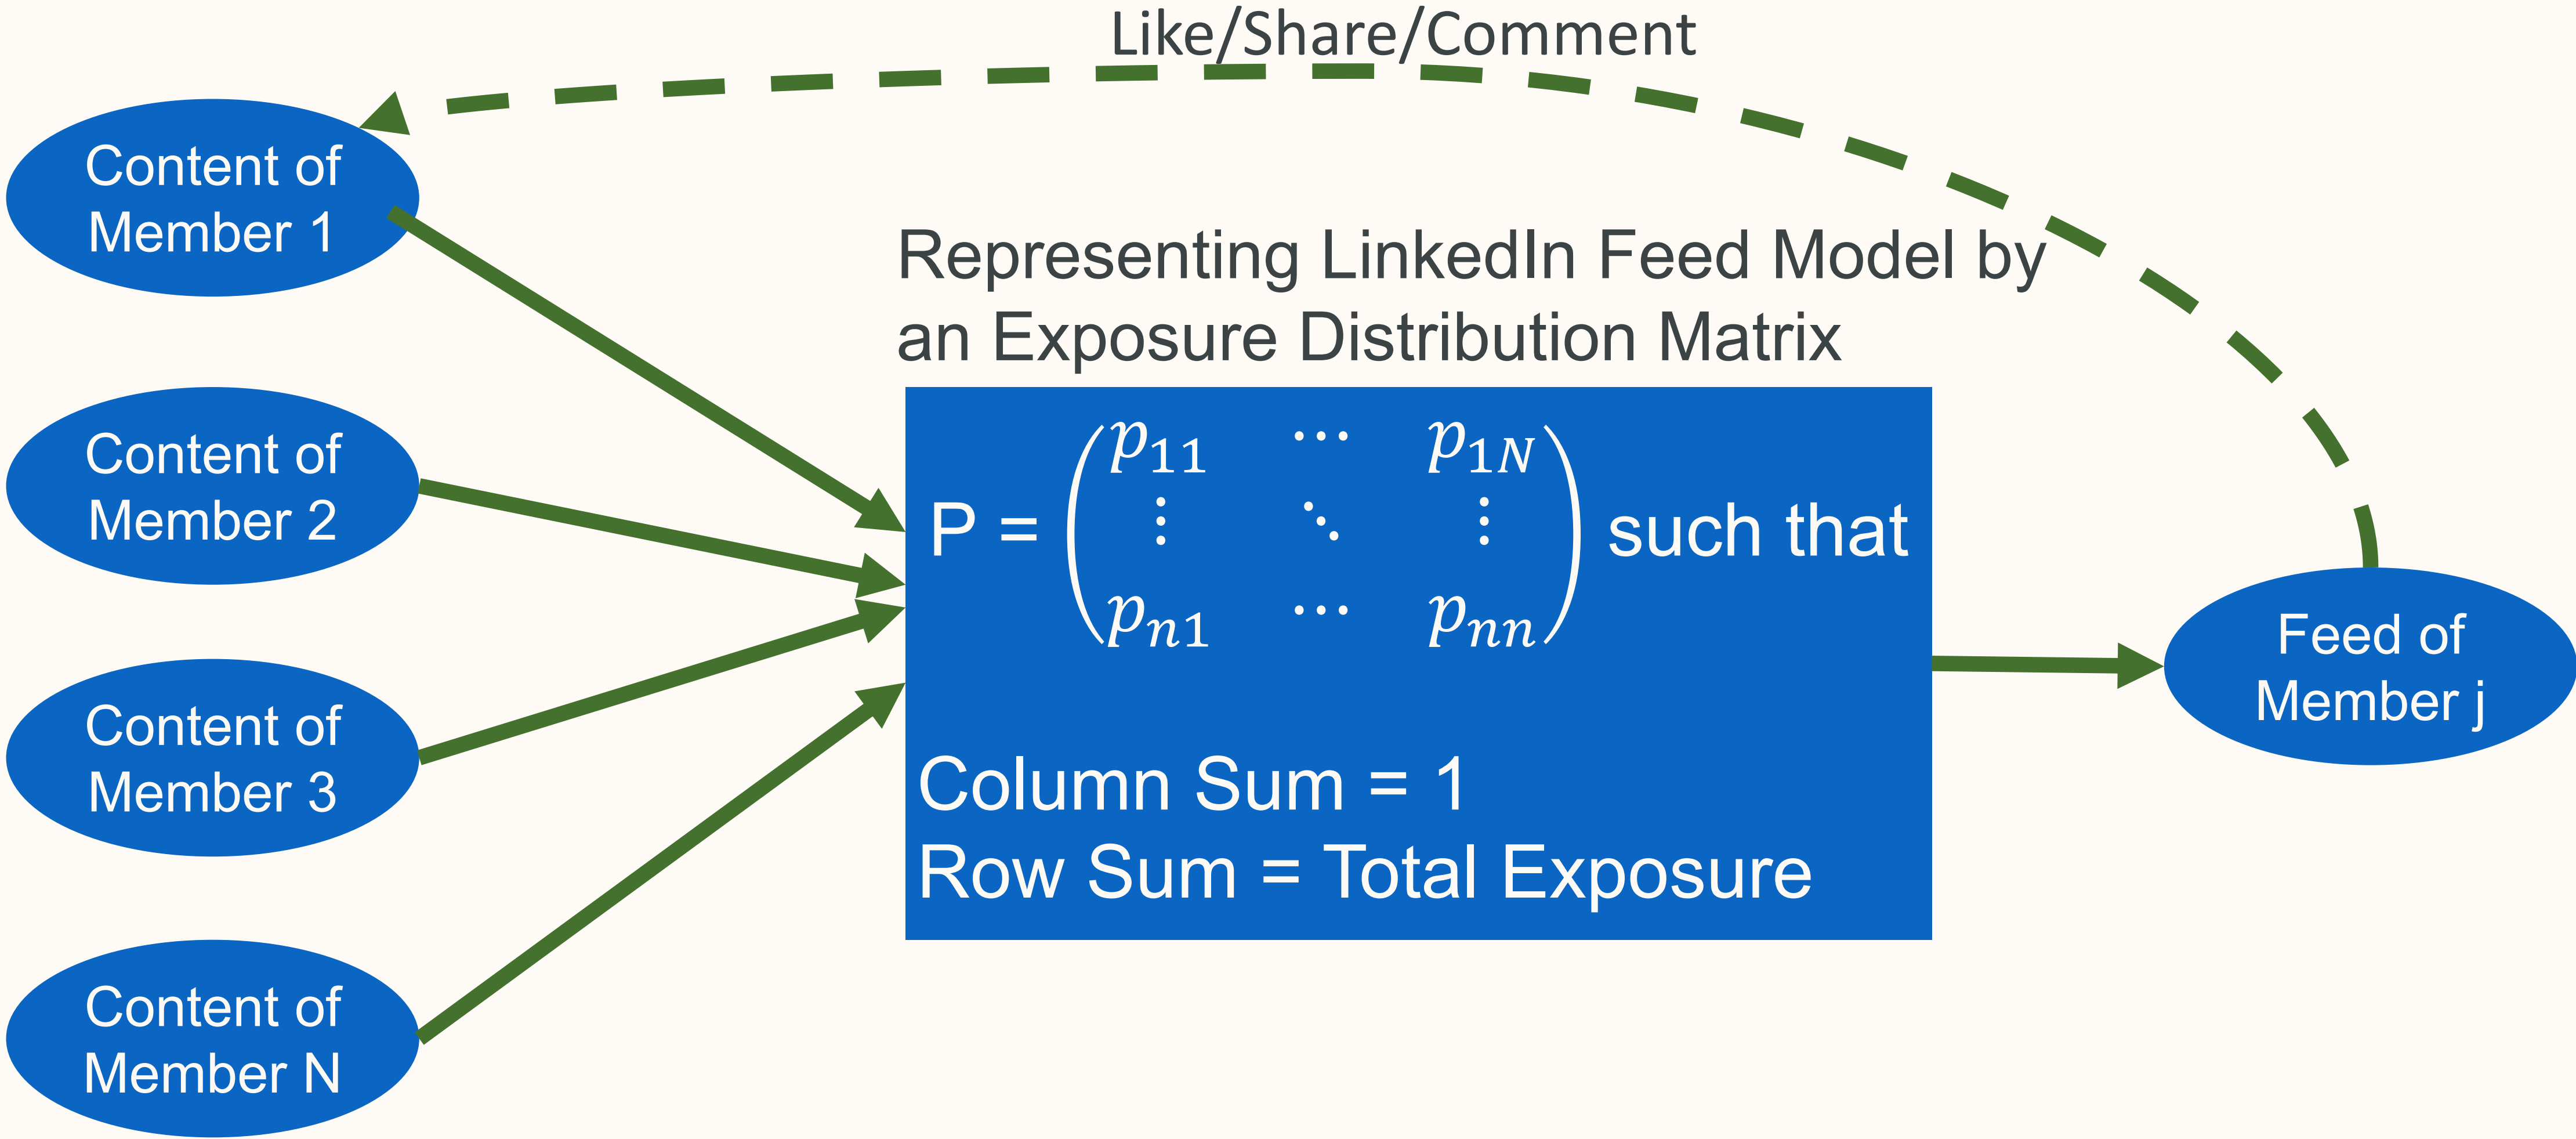 Like/Share/Comment
Content of
Member 1
Representing LinkedIn Feed Model by
an Exposure Distribution Matrix
Content of
Member 2
p11 ⋯ p1N
P = ( ⋮ ⋱ ⋮ ) such that
pn1 ⋯ pnn
Feed of
Member j
Content of
Member 3
Column Sum = 1
Row Sum = Total Exposure
Content of
Member N